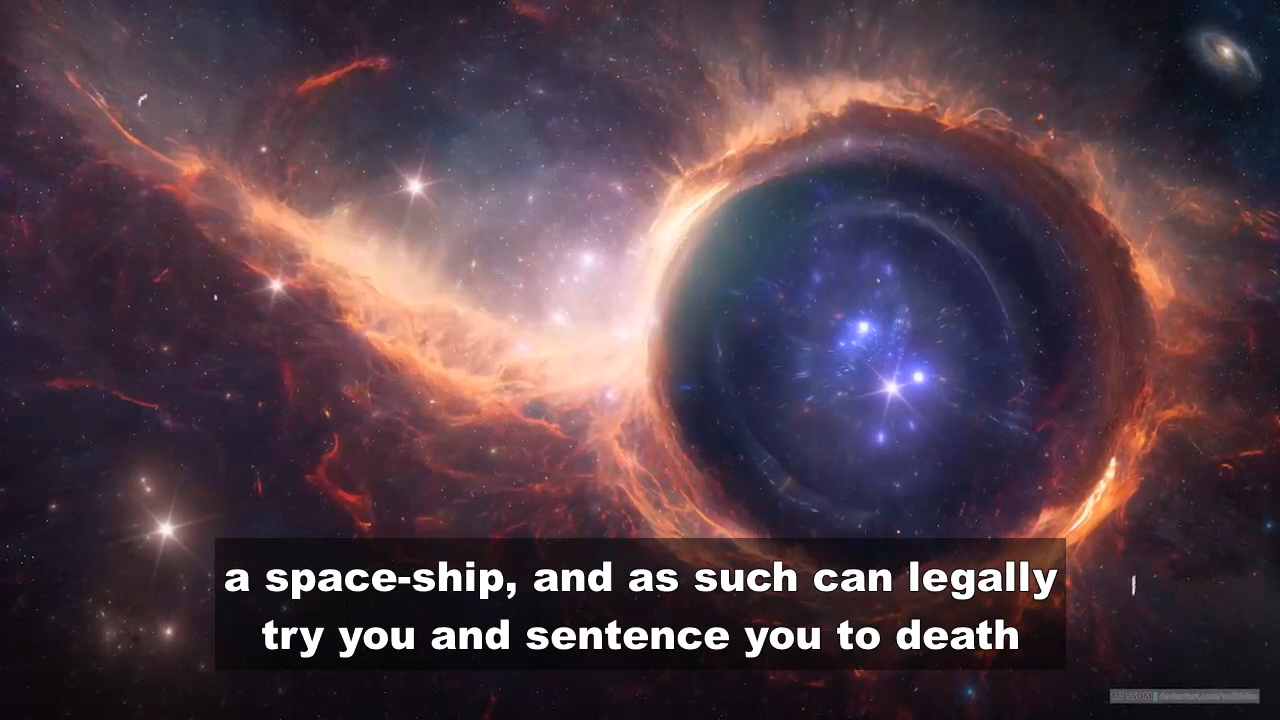 a space-ship, and as such can legally
try you and sentence you to death